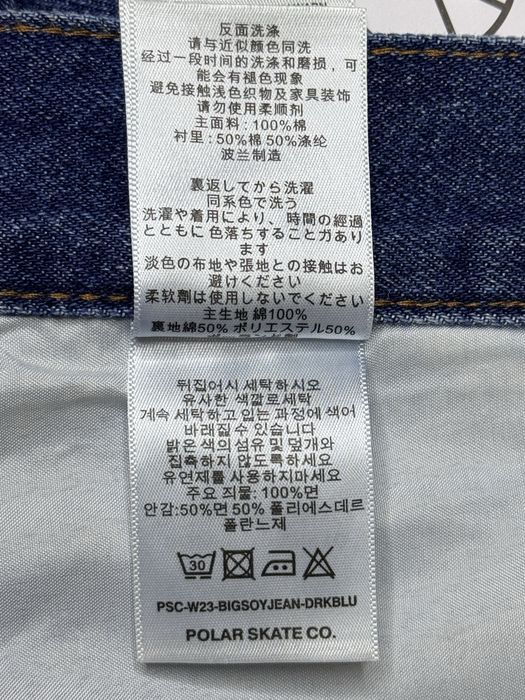 反面洗涤
请与近似颜色同洗
经过一段时间的洗涤和磨损，可
能会有褪色现象
避免接触浅色织物及家具装饰
请勿使用柔顺剂
主面料：100%棉
衬里：50%棉 50%涤纶
波兰制造
裏返してから洗濯
同系色で洗う
洗濯や着用により、時間の經過
とともに 色落ちすること力あり
ます
淡色の布地や張地との接触はお
避けください
柔软劑は使用しないでください
主生地 綿100%
裏地綿50% ポリエステル50%
뒤집어시 세탁하시오
유사한 색깔로세탁
계속 세탁하고 입는 과정에 색어
바래질수 있습니다
밝은 색의 섬유 및 덮개와
집촉하지 않도록하세요
유연제를 사용하지마세요
주요 직물: 100%면
안감:50%면 50% 폴리에스데르
폴란느제
30
PSC-W23-BIGSOYJEAN-DRKBLU
POLAR SKATE CO.